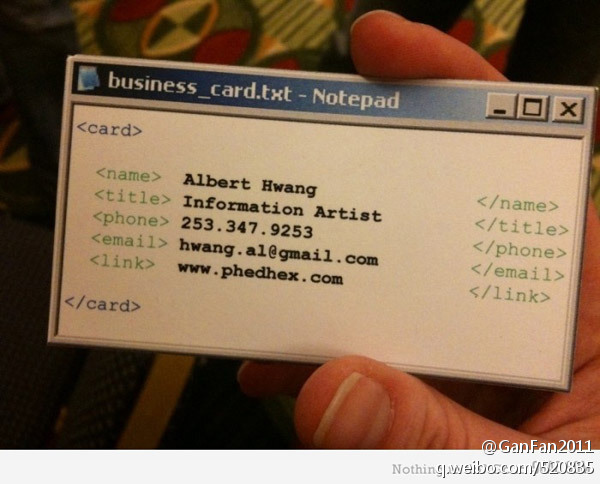 business_card.txt - Notepad
<card>
<name> Albert Hwang </name>
<title> Information Artist </title>
<phone> 253.347.9253 </phone>
<email> hwang.al@gmail.com </email>
<link> www.phedhex.com </link>
</card>
@GanFan2011
q.weibo.com/520835